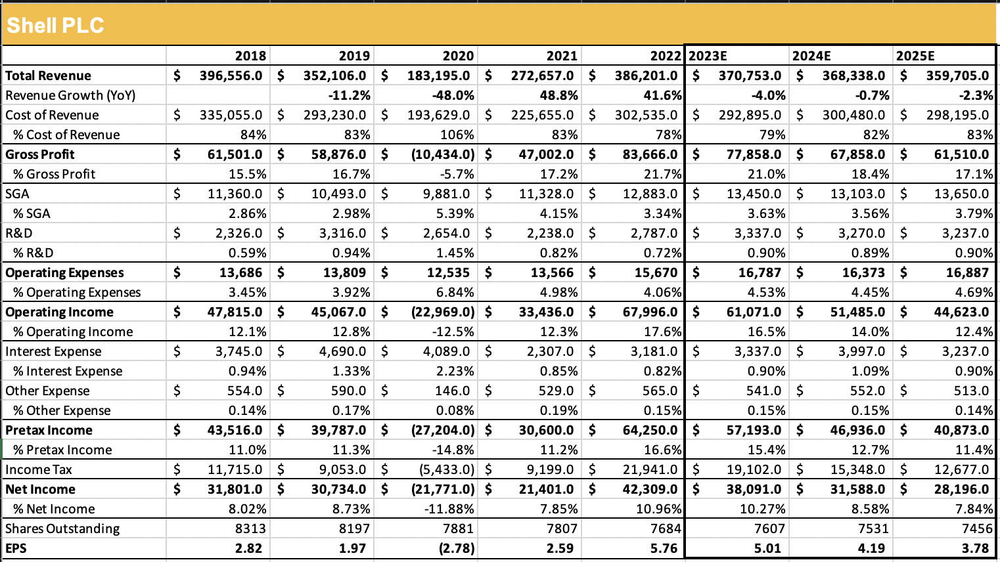 Shell PLC
2018 2019 2020 2021 2022 2023E 2024E 2025E
Total Revenue $ 396,556.0 $ 352,106.0 $ 183,195.0 $ 272,657.0 $ 386,201.0 $ 370,753.0 $ 368,338.0 $ 359,705.0
Revenue Growth (YoY) -11.2% -48.0% 48.8% 41.6% -4.0% -0.7% -2.3%
Cost of Revenue $ 335,055.0 $ 293,230.0 $ 193,629.0 $ 225,655.0 $ 302,535.0 $ 292,895.0 $ 300,480.0 $ 298,195.0
% Cost of Revenue 84% 83% 106% 83% 78% 79% 82% 83%
Gross Profit $ 61,501.0 $ 58,876.0 $ (10,434.0) $ 47,002.0 $ 83,666.0 $ 77,858.0 $ 67,858.0 $ 61,510.0
% Gross Profit 15.5% 16.7% -5.7% 17.2% 21.7% 21.0% 18.4% 17.1%
SGA $ 11,360.0 $ 10,493.0 $ 9,881.0 $ 11,328.0 $ 12,883.0 $ 13,450.0 $ 13,103.0 $ 13,650.0
% SGA 2.86% 2.98% 5.39% 4.15% 3.34% 3.63% 3.56% 3.79%
R&D $ 2,326.0 $ 3,316.0 $ 2,654.0 $ 2,238.0 $ 2,787.0 $ 3,337.0 $ 3,270.0 $ 3,237.0
% R&D 0.59% 0.94% 1.45% 0.82% 0.72% 0.90% 0.89% 0.90%
Operating Expenses $ 13,686 $ 13,809 $ 12,535 $ 13,566 $ 15,670 $ 16,787 $ 16,373 $ 16,887
% Operating Expenses 3.45% 3.92% 6.84% 4.98% 4.06% 4.53% 4.45% 4.69%
Operating Income $ 47,815.0 $ 45,067.0 $ (22,969.0) $ 33,436.0 $ 67,996.0 $ 61,071.0 $ 51,485.0 $ 44,623.0
% Operating Income 12.1% 12.8% -12.5% 12.3% 17.6% 16.5% 14.0% 12.4%
Interest Expense $ 3,745.0 $ 4,690.0 $ 4,089.0 $ 2,307.0 $ 3,181.0 $ 3,337.0 $ 3,997.0 $ 3,237.0
% Interest Expense 0.94% 1.33% 2.23% 0.85% 0.82% 0.90% 1.09% 0.90%
Other Expense $ 554.0 $ 590.0 $ 146.0 $ 529.0 $ 565.0 $ 541.0 $ 552.0 $ 513.0
% Other Expense 0.14% 0.17% 0.08% 0.19% 0.15% 0.15% 0.15% 0.14%
Pretax Income $ 43,516.0 $ 39,787.0 $ (27,204.0) $ 30,600.0 $ 64,250.0 $ 57,193.0 $ 46,936.0 $ 40,873.0
% Pretax Income 11.0% 11.3% -14.8% 11.2% 16.6% 15.4% 12.7% 11.4%
Income Tax $ 11,715.0 $ 9,053.0 $ (5,433.0) $ 9,199.0 $ 21,941.0 $ 19,102.0 $ 15,348.0 $ 12,677.0
Net Income $ 31,801.0 $ 30,734.0 $ (21,771.0) $ 21,401.0 $ 42,309.0 $ 38,091.0 $ 31,588.0 $ 28,196.0
% Net Income 8.02% 8.73% -11.88% 7.85% 10.96% 10.27% 8.58% 7.84%
Shares Outstanding 8313 8197 7881 7807 7684 7607 7531 7456
EPS 2.82 1.97 (2.78) 2.59 5.76 5.01 4.19 3.78